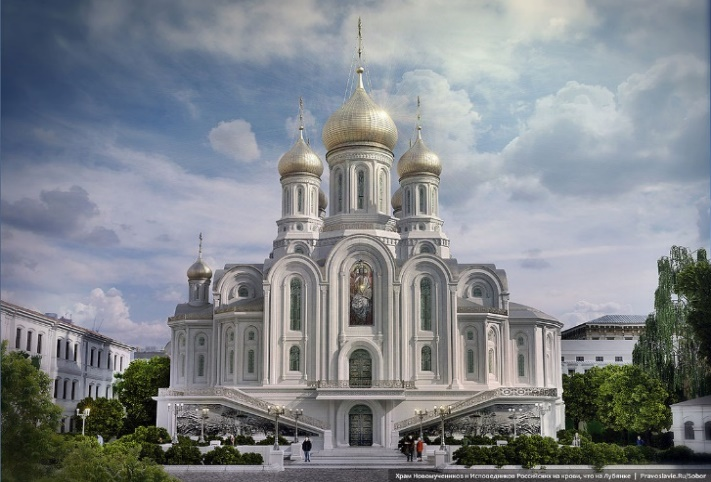 Храм Новомучеников и Исповедников Российских на крови, что на Лубянке | Pravoslavie.Ru/Sobor